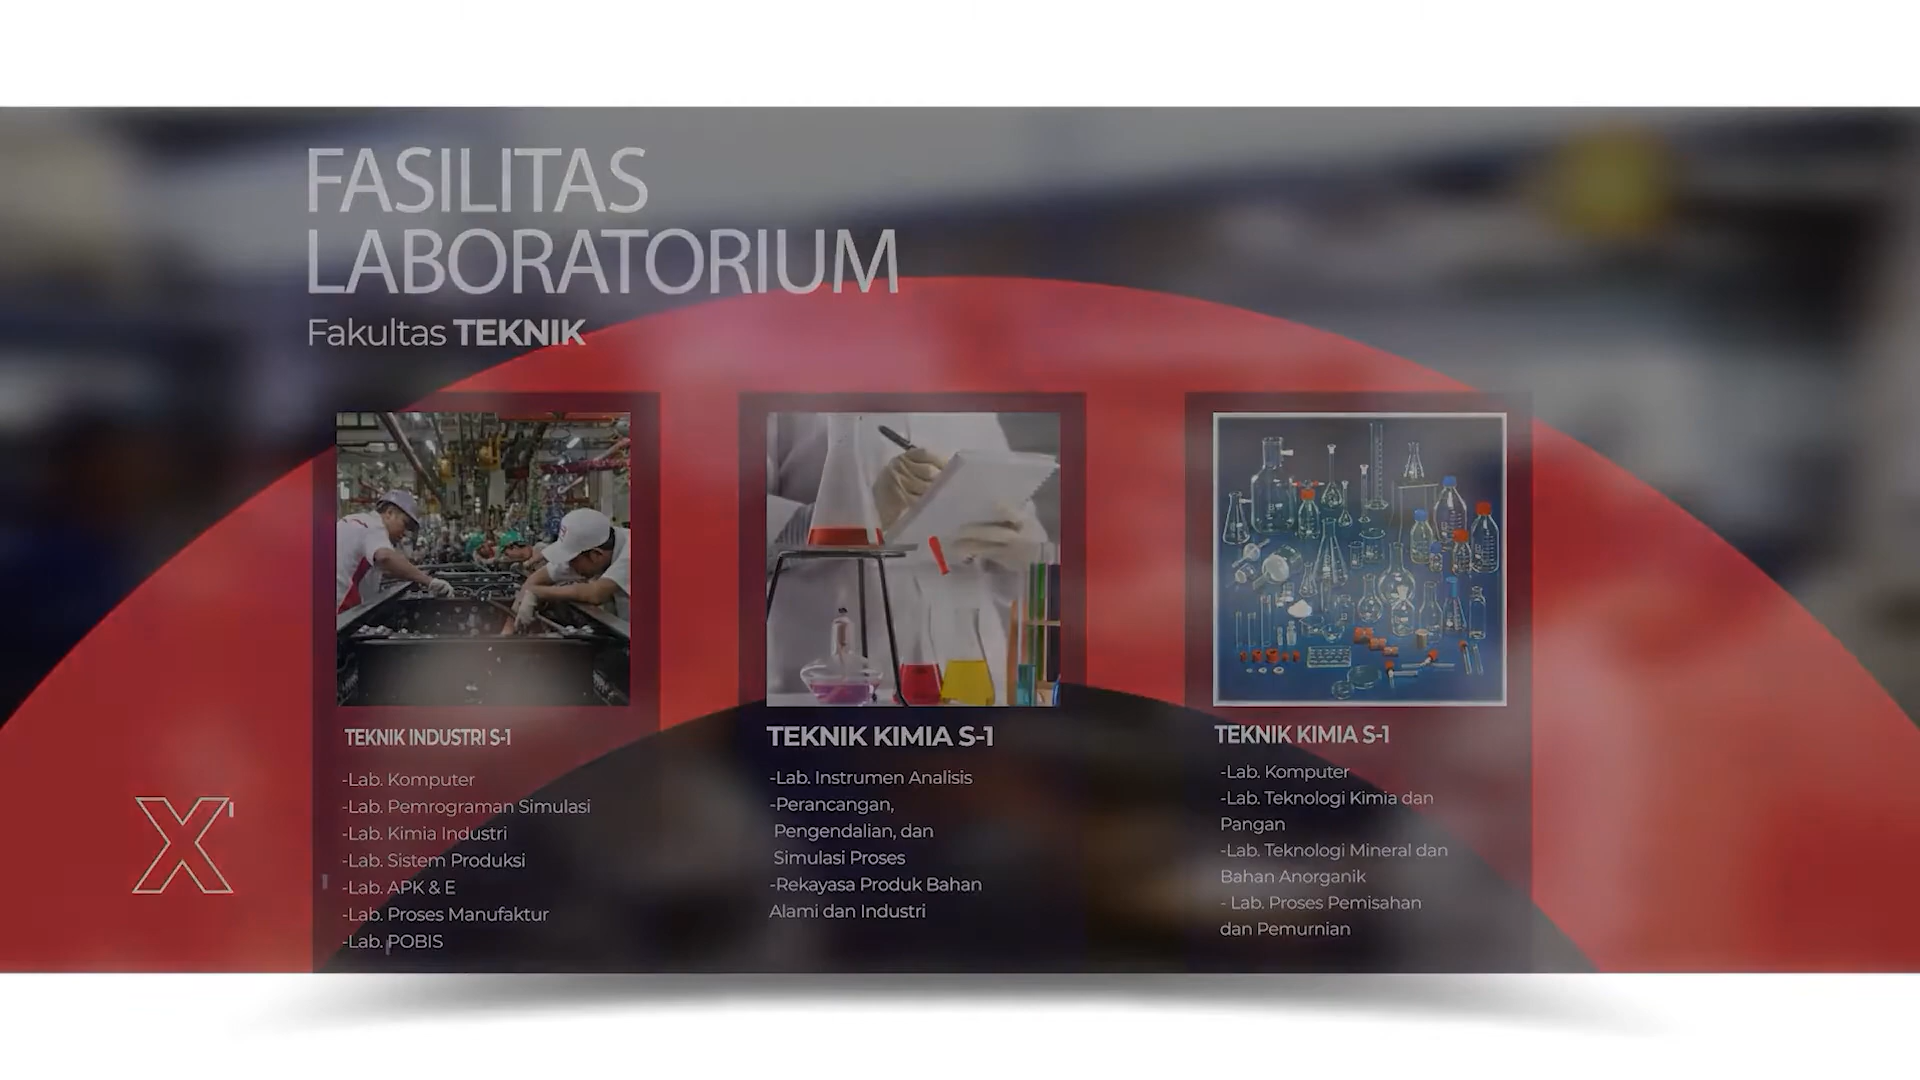 FASILITAS
LABORATORIUM
Fakultas TEKNIK
TEKNIK INDUSTRI S-1
-Lab. Komputer
-Lab. Pemrograman Simulasi
-Lab. Kimia Industri
-Lab. Sistem Produksi
-Lab. APK & E
-Lab. Proses Manufaktur
-Lab. POBIS
TEKNIK KIMIA S-1
-Lab. Instrumen Analisis
-Perancangan,
Pengendalian, dan
Simulasi Proses
-Rekayasa Produk Bahan
Alami dan Industri
TEKNIK KIMIA S-1
-Lab. Komputer
-Lab. Teknologi Kimia dan
Pangan
-Lab. Teknologi Mineral dan
Bahan Anorganik
- Lab. Proses Pemisahan
dan Pemurnian
X